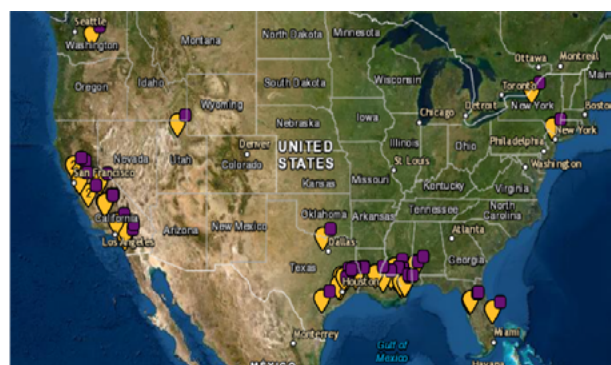 Seattle
Washington
Montana
North Dakota
Minnesota
Ottawa
Montreal
Oregon
Idaho
South Dakota
Wisconsin
Toronto
Wyoming
New York
Boston
Iowa
Chicago
Detroit
Nebraska
New York
Nevada
Utah
Denver
Colorado
UNITED
STATES
Illinois
Ohio
Philadelphia
Washington
San Francisco
Kansas
Missouri
St Louis
Kentucky
Virginia
California
Los Angeles
Arizona
New Mexico
Oklahoma
Arkansas
Tennessee
North
Carolina
Dallas
Atlanta
Texas
Georgia
Houston
Monterrey
Gulf of
Mexico
Miami
Havana
MÉXICO